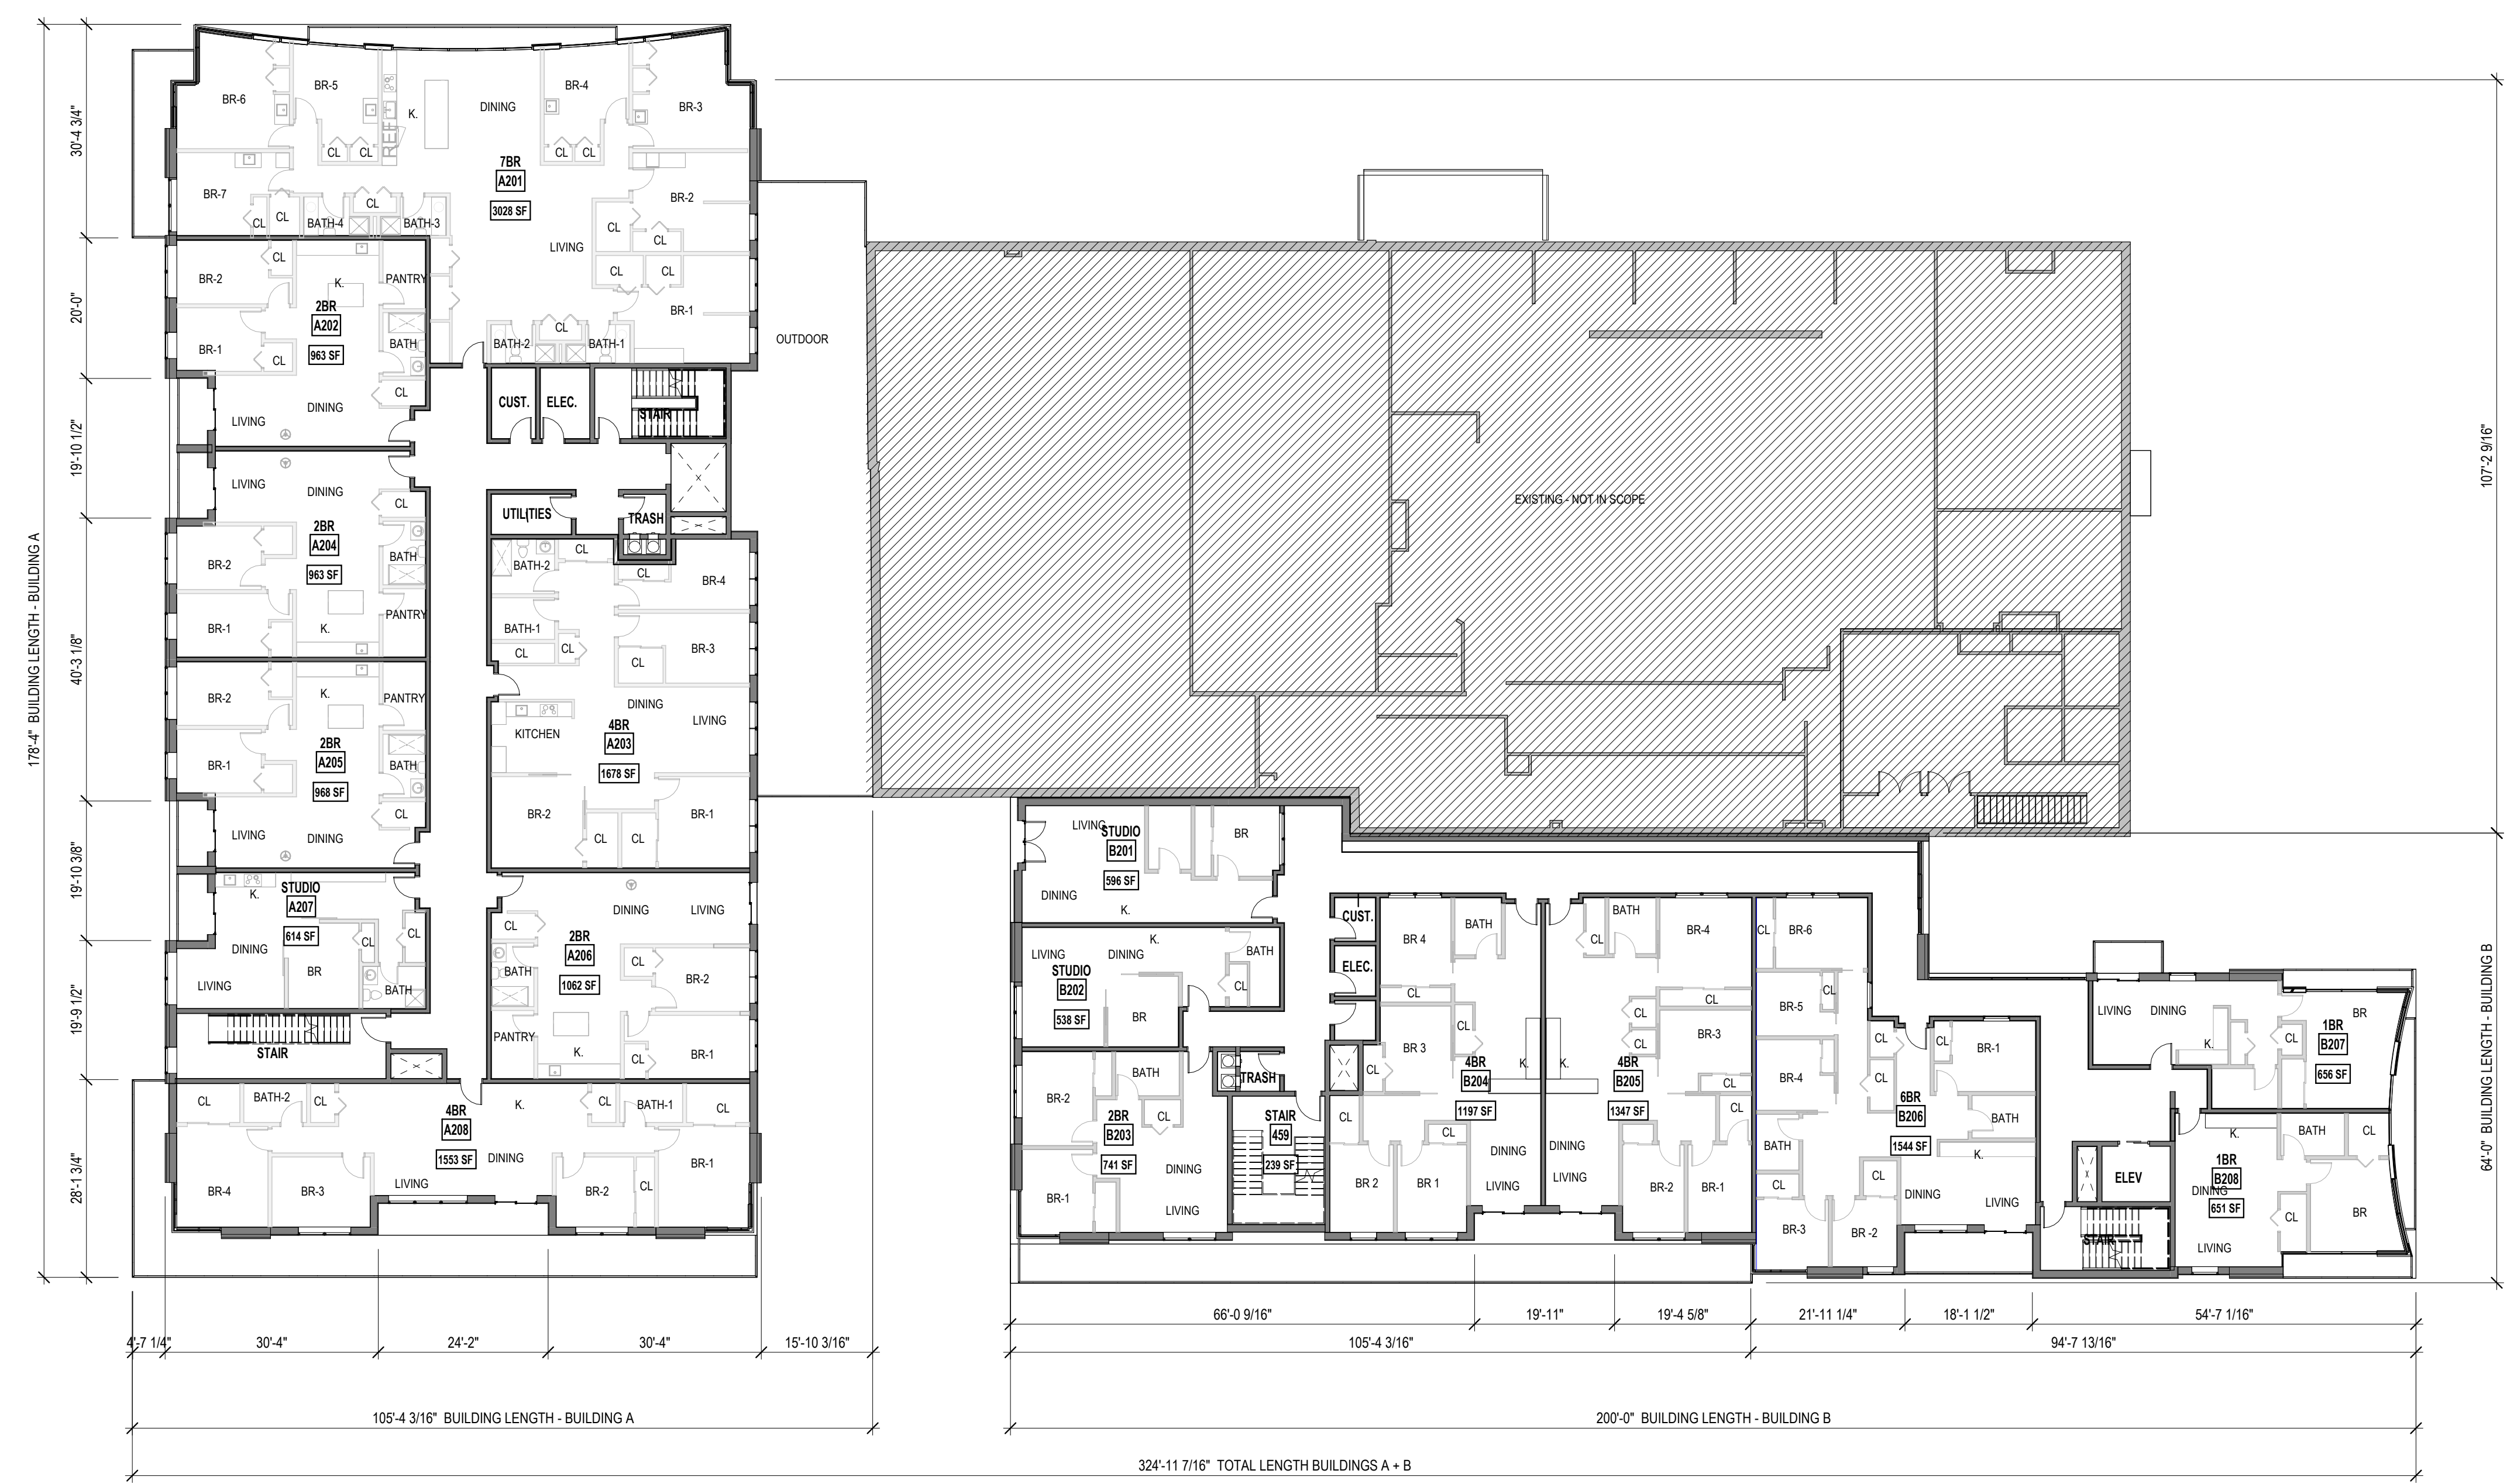 BR-6
BR-5
K.
REF
DINING
BR-4
BR-3
CL
CL
CL
CL
7BR
A201
3028 SF
BR-7
CL
CL
BATH-4
CL
BATH-3
BR-2
CL
CL
LIVING
CL
CL
BR-1
BATH-2
CL
BATH-1
OUTDOOR
BR-2
CL
K.
PANTRY
2BR
A202
963 SF
BR-1
CL
BATH
CL
LIVING
DINING
CUST.
ELEC.
STAIR
LIVING
DINING
CL
2BR
A204
963 SF
BR-2
BATH
BR-1
K.
PANTRY
UTILITIES
TRASH
BATH-2
CL
CL
BR-4
BATH-1
CL
CL
CL
BR-3
DINING
LIVING
KITCHEN
4BR
A203
1678 SF
BR-2
CL
CL
BR-1
BR-2
K.
PANTRY
2BR
A205
968 SF
BR-1
BATH
CL
LIVING
DINING
STUDIO
A207
614 SF
K.
DINING
CL
CL
LIVING
BR
BATH
STAIR
DINING
LIVING
CL
2BR
A206
1062 SF
CL
BATH
BR-2
PANTRY
K.
CL
BR-1
CL
BATH-2
CL
4BR
A208
1553 SF
K.
CL
BATH-1
CL
BR-4
BR-3
LIVING
DINING
BR-2
CL
BR-1
EXISTING - NOT IN SCOPE
LIVING
STUDIO
B201
596 SF
BR
DINING
K.
LIVING
DINING
K.
BATH
STUDIO
B202
538 SF
CL
BR
CUST.
ELEC.
TRASH
BR-2
BATH
CL
2BR
B203
741 SF
BR-1
DINING
LIVING
STAIR
459
239 SF
BR 4
BATH
CL
BR 3
CL
CL
4BR
B204
1197 SF
K.
CL
CL
BR 2
BR 1
DINING
LIVING
BATH
CL
BR-4
CL
CL
CL
BR-3
K.
4BR
B205
1347 SF
CL
CL
DINING
LIVING
CL
BR-2
BR-1
CL
BR-6
BR-5
CL
BR-4
CL
CL
CL
BR-1
6BR
B206
1544 SF
BATH
BATH
CL
CL
K.
DINING
LIVING
BR-3
BR -2
LIVING
DINING
K.
CL
BR
1BR
B207
656 SF
K.
BATH
CL
1BR
B208
651 SF
DINING
CL
BR
LIVING
ELEV
STAIR
178'-4" BUILDING LENGTH - BUILDING A
30'-4 3/4"
20'-0"
19'-10 1/2"
40'-3 1/8"
19'-10 3/8"
19'-9 1/2"
28'-1 3/4"
107'-2 9/16"
64'-0" BUILDING LENGTH - BUILDING B
4'-7 1/4"
30'-4"
24'-2"
30'-4"
15'-10 3/16"
66'-0 9/16"
19'-11"
19'-4 5/8"
21'-11 1/4"
18'-1 1/2"
54'-7 1/16"
105'-4 3/16"
94'-7 13/16"
105'-4 3/16" BUILDING LENGTH - BUILDING A
200'-0" BUILDING LENGTH - BUILDING B
324'-11 7/16" TOTAL LENGTH BUILDINGS A + B